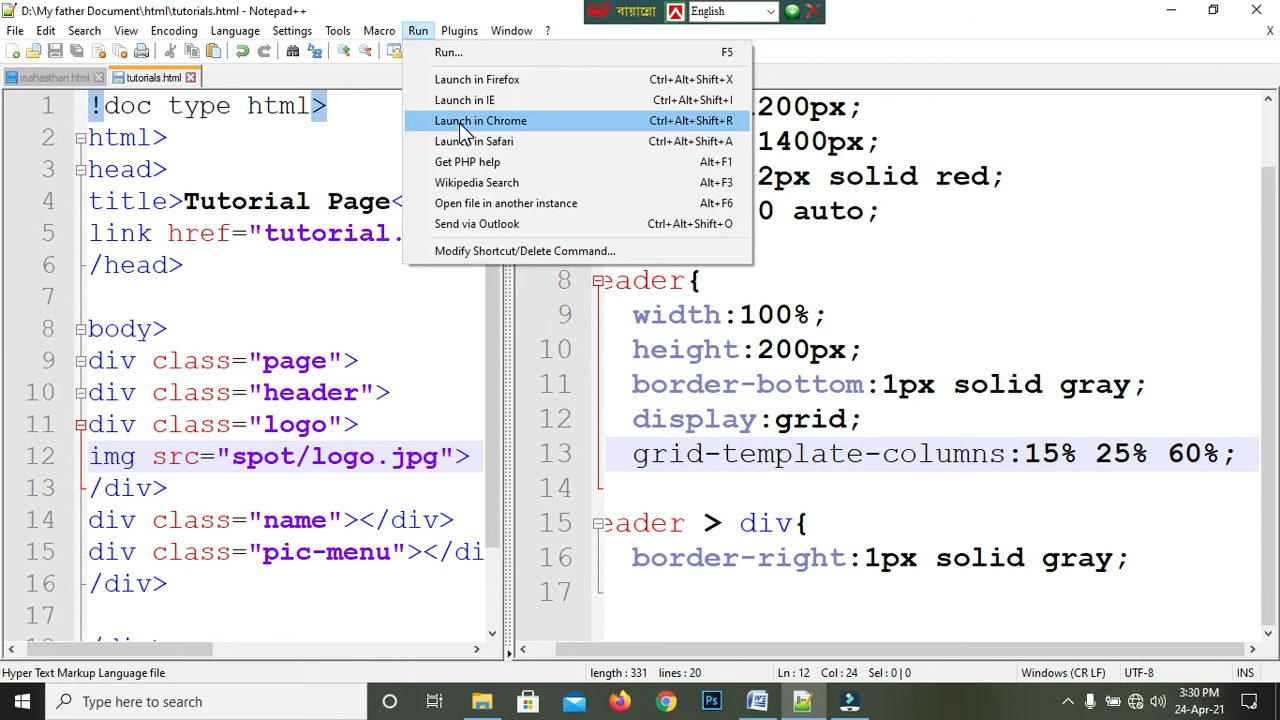 D:\My father Document\html\tutorials.html - Notepad++
বায়ান্নো
English
File Edit Search View Encoding Language Settings Tools Macro Run Plugins Window ?
X
mahasthan.html
tutorials.html
Run... F5
Launch in Firefox Ctrl+Alt+Shift+X
Launch in IE Ctrl+Alt+Shift+I
Launch in Chrome Ctrl+Alt+Shift+R
Launch in Safari Ctrl+Alt+Shift+A
Get PHP help Alt+F1
Wikipedia Search Alt+F3
Open file in another instance Alt+F6
Send via Outlook Ctrl+Alt+Shift+O
Modify Shortcut/Delete Command...
1 !doc type html>
2 html>
3 head>
4 title>Tutorial Page<
5 link href="tutorial.
6 /head>
7
8 body>
9 div class="page">
10 div class="header">
11 div class="logo">
12 img src="spot/logo.jpg">
13 /div>
14 div class="name"></div>
15 div class="pic-menu"></di
16 /div>
17
200px;
1400px;
2px solid red;
0 auto;
8 eader{
9 width:100%;
10 height:200px;
11 border-bottom:1px solid gray;
12 display:grid;
13 grid-template-columns:15% 25% 60%;
14
15 eader > div{
16 border-right:1px solid gray;
17
Hyper Text Markup Language file
length : 331 lines : 20
Ln : 12 Col : 24 Sel : 0 | 0
Windows (CR LF)
UTF-8
INS
Type here to search
3:30 PM
24-Apr-21